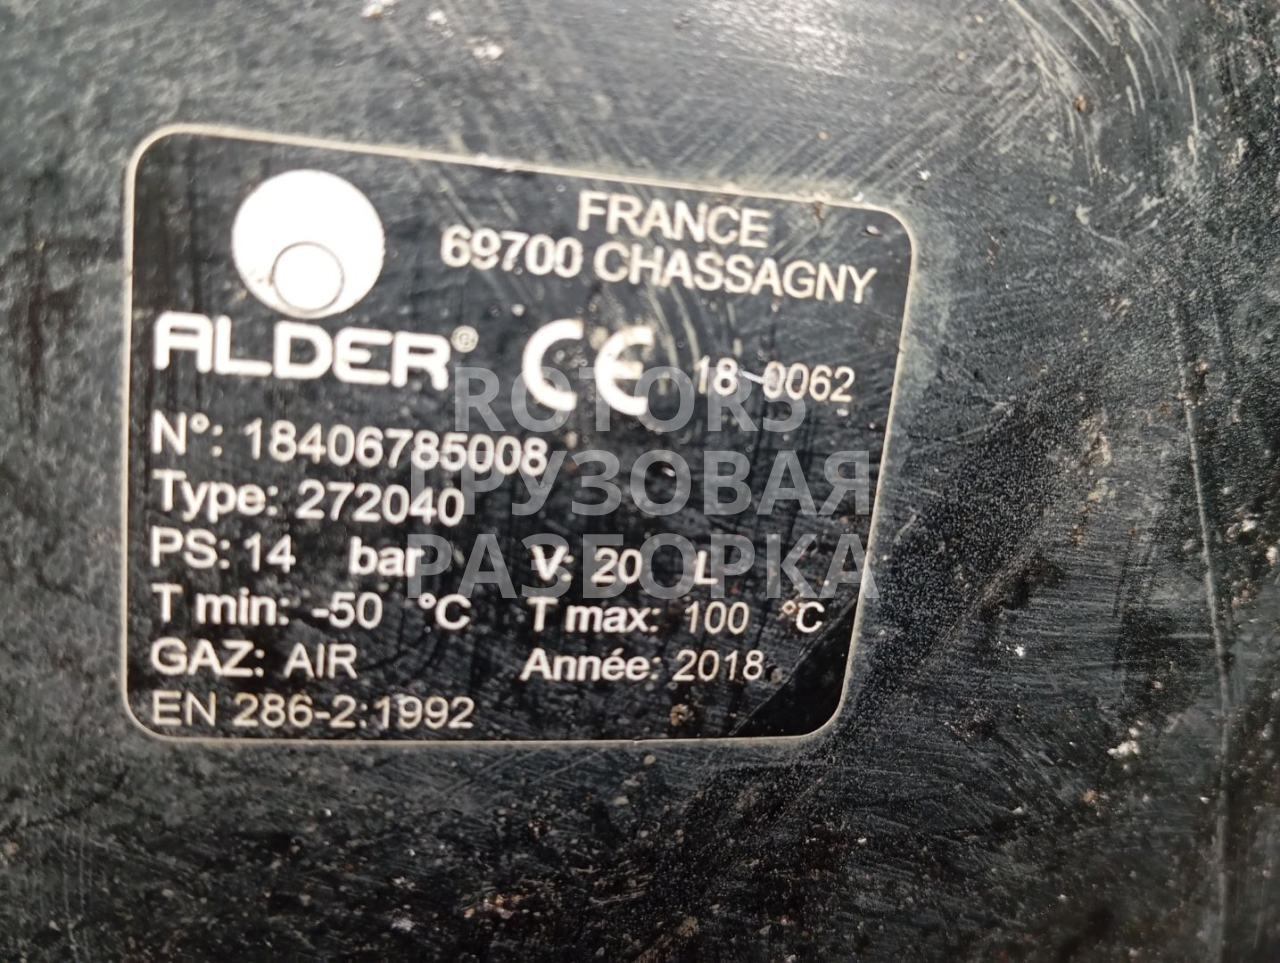 FRANCE
69700 CHASSAGNY
ALDER®
CE 18-0062
N°: 18406785008
Type: 272040
PS: 14 bar V: 20 L
T min: -50 °C T max: 100 °C
GAZ: AIR Année: 2018
EN 286-2:1992
ROTORS
ГРУЗОВАЯ
РАЗБОРКА